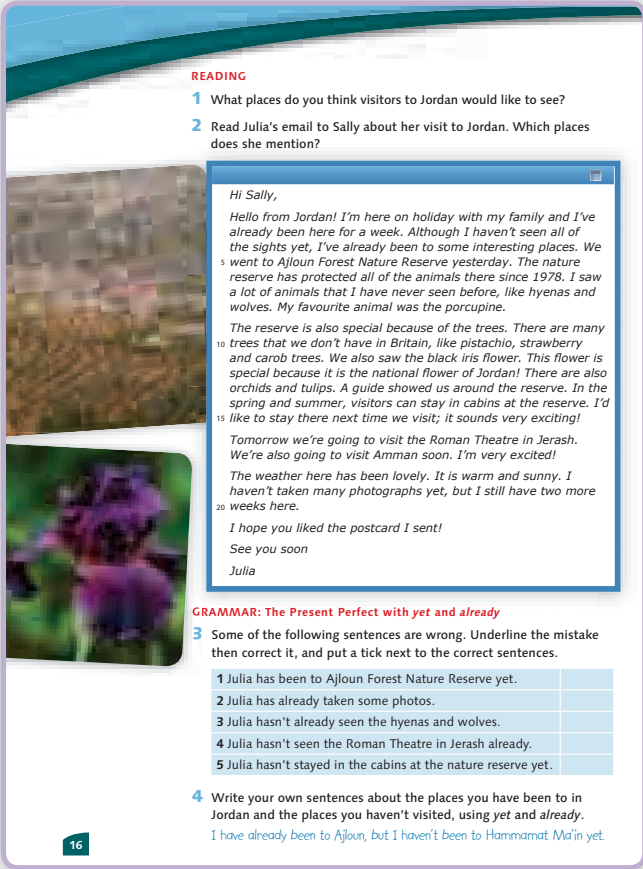 READING
1 What places do you think visitors to Jordan would like to see?
2 Read Julia's email to Sally about her visit to Jordan. Which places
does she mention?
Hi Sally,
Hello from Jordan! I'm here on holiday with my family and I've
already been here for a week. Although I haven't seen all of
the sights yet, I've already been to some interesting places. We
5 went to Ajloun Forest Nature Reserve yesterday. The nature
reserve has protected all of the animals there since 1978. I saw
a lot of animals that I have never seen before, like hyenas and
wolves. My favourite animal was the porcupine.
The reserve is also special because of the trees. There are many
10 trees that we don't have in Britain, like pistachio, strawberry
and carob trees. We also saw the black iris flower. This flower is
special because it is the national flower of Jordan! There are also
orchids and tulips. A guide showed us around the reserve. In the
spring and summer, visitors can stay in cabins at the reserve. I'd
15 like to stay there next time we visit; it sounds very exciting!
Tomorrow we're going to visit the Roman Theatre in Jerash.
We're also going to visit Amman soon. I'm very excited!
The weather here has been lovely. It is warm and sunny. I
haven't taken many photographs yet, but I still have two more
20 weeks here.
I hope you liked the postcard I sent!
See you soon
Julia
GRAMMAR: The Present Perfect with yet and already
3 Some of the following sentences are wrong. Underline the mistake
then correct it, and put a tick next to the correct sentences.
1 Julia has been to Ajloun Forest Nature Reserve yet.
2 Julia has already taken some photos.
3 Julia hasn't already seen the hyenas and wolves.
4 Julia hasn't seen the Roman Theatre in Jerash already.
5 Julia hasn't stayed in the cabins at the nature reserve yet.
4 Write your own sentences about the places you have been to in
Jordan and the places you haven't visited, using yet and already.
I have already been to Ajloun, but I haven't been to Hammamat Ma'in yet.
16